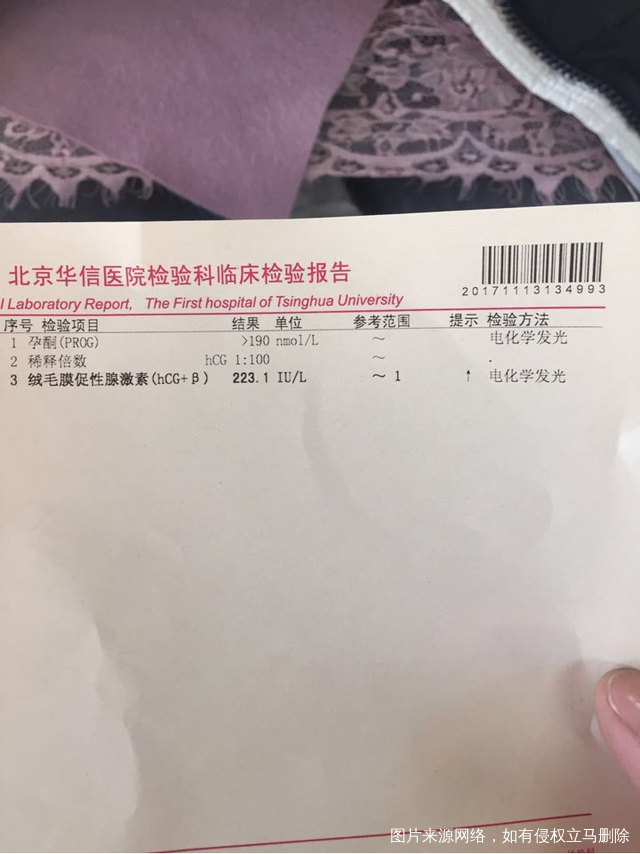 北京华信医院检验科临床检验报告
l Laboratory Report, The First hospital of Tsinghua University
20171113134993
序号 检验项目 结果 单位 参考范围 提示 检验方法
1 孕酮(PROG) >190 nmol/L ~ 电化学发光
2 稀释倍数 hCG 1:100 ~ .
3 绒毛膜促性腺激素(hCG+β) 223.1 IU/L ~ 1 ↑ 电化学发光
图片来源网络，如有侵权立马删除